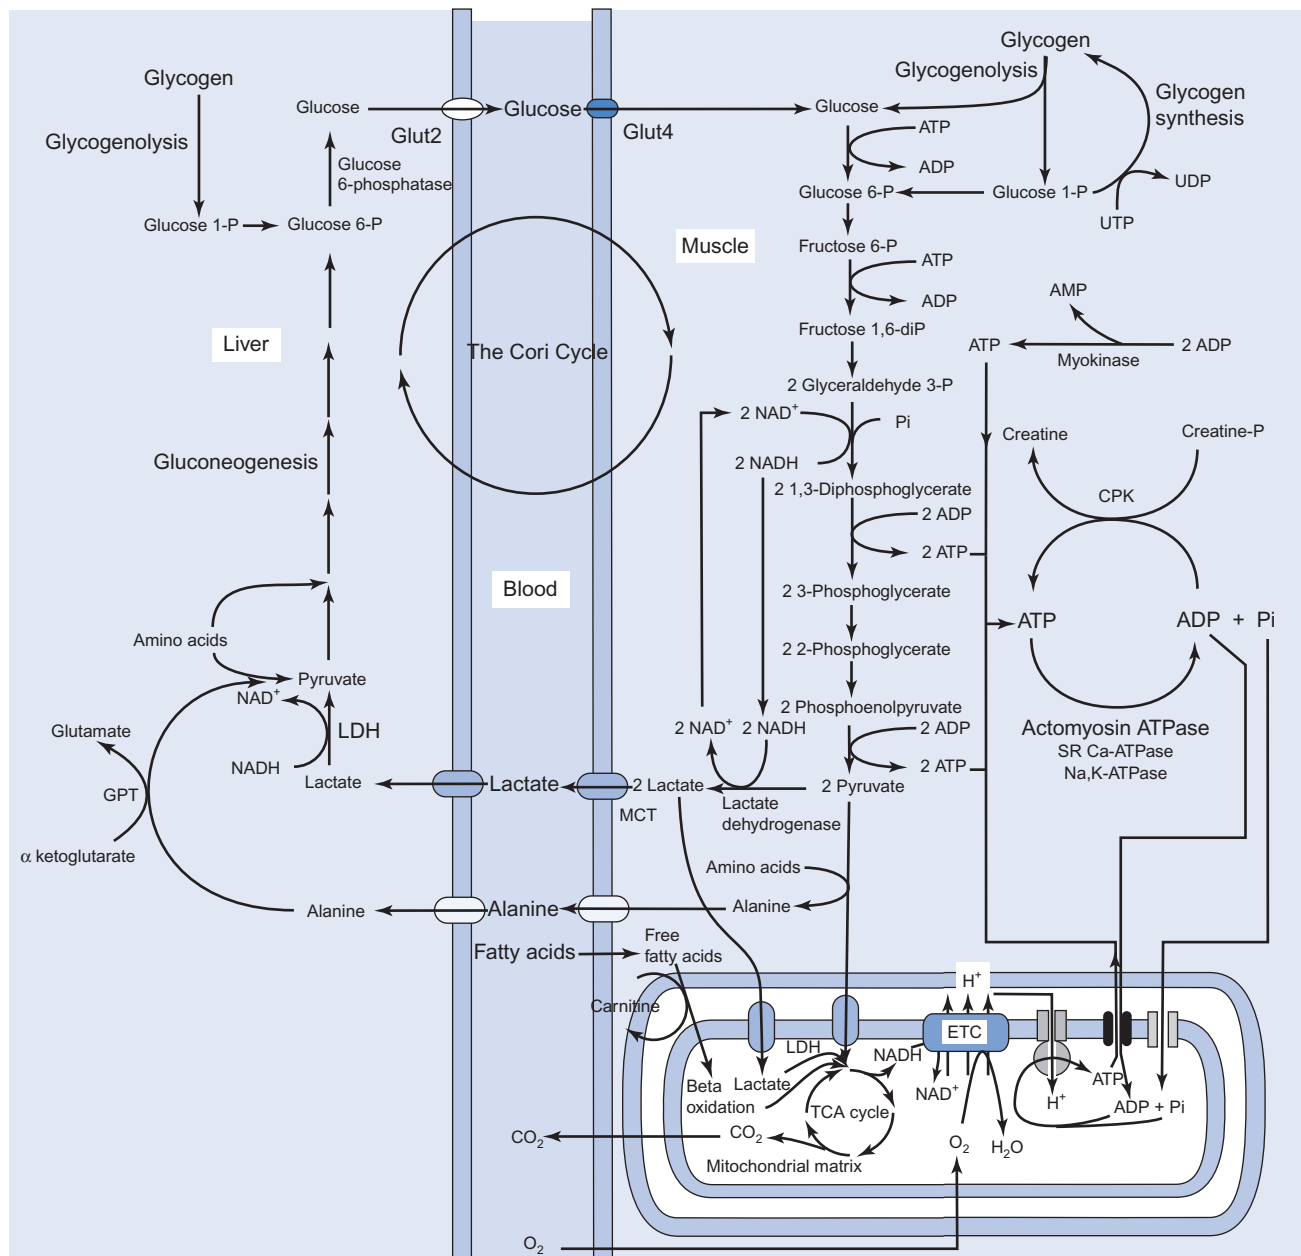 Glycogen
Glycogenolysis
Glucose 1-P
Glucose 6-P
Glucose
Glucose
6-phosphatase
Glut2
Glucose
Glut4
Liver
Gluconeogenesis
The Cori Cycle
Blood
Amino acids
Pyruvate
NAD+
LDH
NADH
Lactate
Glutamate
GPT
α ketoglutarate
Alanine
Lactate
MCT
Alanine
Fatty acids
Muscle
Glucose
Glycogen
Glycogenolysis
Glycogen
synthesis
ATP
ADP
Glucose 6-P
Glucose 1-P
UDP
UTP
Fructose 6-P
ATP
ADP
Fructose 1,6-diP
2 Glyceraldehyde 3-P
2 NAD+
Pi
2 NADH
2 1,3-Diphosphoglycerate
2 ADP
2 ATP
2 3-Phosphoglycerate
2 2-Phosphoglycerate
2 Phosphoenolpyruvate
2 NAD+
2 NADH
2 ADP
2 ATP
2 Lactate
2 Pyruvate
Lactate
dehydrogenase
Amino acids
Alanine
AMP
ATP
2 ADP
Myokinase
Creatine
Creatine-P
CPK
ATP
ADP + Pi
Actomyosin ATPase
SR Ca-ATPase
Na,K-ATPase
Free
fatty acids
Carnitine
H+
ETC
LDH
NADH
Beta
oxidation
Lactate
NAD+
TCA cycle
ATP
H+
ADP + Pi
CO2
CO2
O2
H2O
Mitochondrial matrix
O2